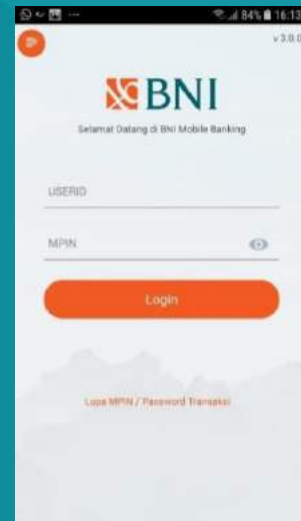 84% 16:13
v 3.0.0
BNI
Selamat Datang di BNI Mobile Banking
USERID
MPIN
Login
Lupa MPIN / Password Transaksi